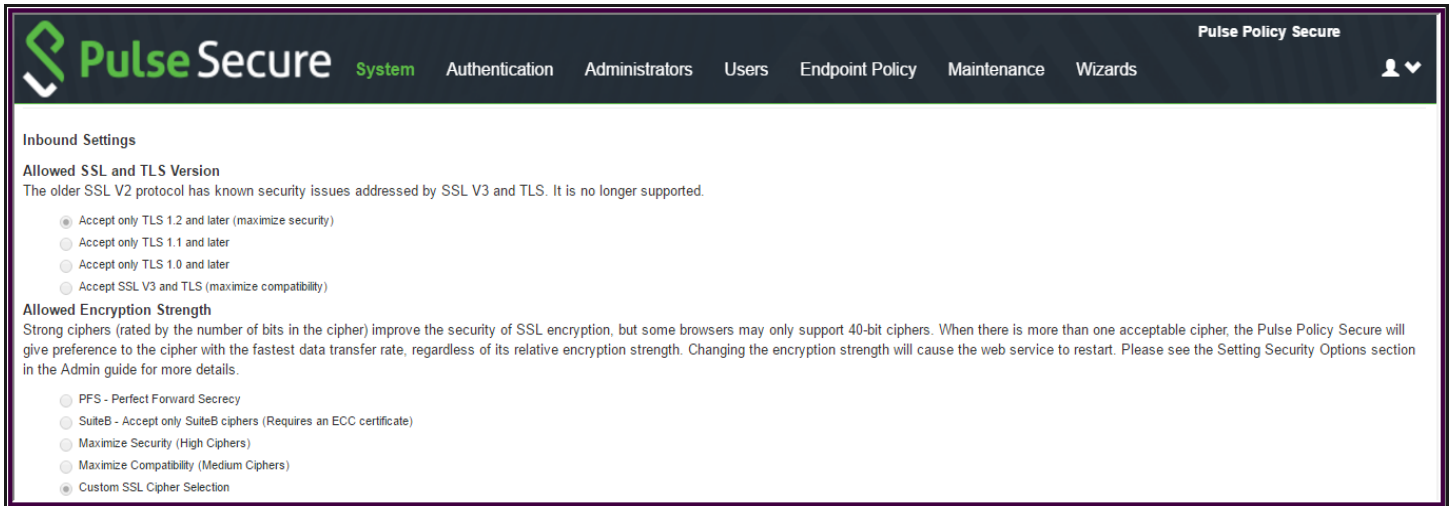 Pulse Policy Secure
Pulse Secure System Authentication Administrators Users Endpoint Policy Maintenance Wizards
Inbound Settings
Allowed SSL and TLS Version
The older SSL V2 protocol has known security issues addressed by SSL V3 and TLS. It is no longer supported.
Accept only TLS 1.2 and later (maximize security)
Accept only TLS 1.1 and later
Accept only TLS 1.0 and later
Accept SSL V3 and TLS (maximize compatibility)
Allowed Encryption Strength
Strong ciphers (rated by the number of bits in the cipher) improve the security of SSL encryption, but some browsers may only support 40-bit ciphers. When there is more than one acceptable cipher, the Pulse Policy Secure will
give preference to the cipher with the fastest data transfer rate, regardless of its relative encryption strength. Changing the encryption strength will cause the web service to restart. Please see the Setting Security Options section
in the Admin guide for more details.
PFS - Perfect Forward Secrecy
SuiteB - Accept only SuiteB ciphers (Requires an ECC certificate)
Maximize Security (High Ciphers)
Maximize Compatibility (Medium Ciphers)
Custom SSL Cipher Selection